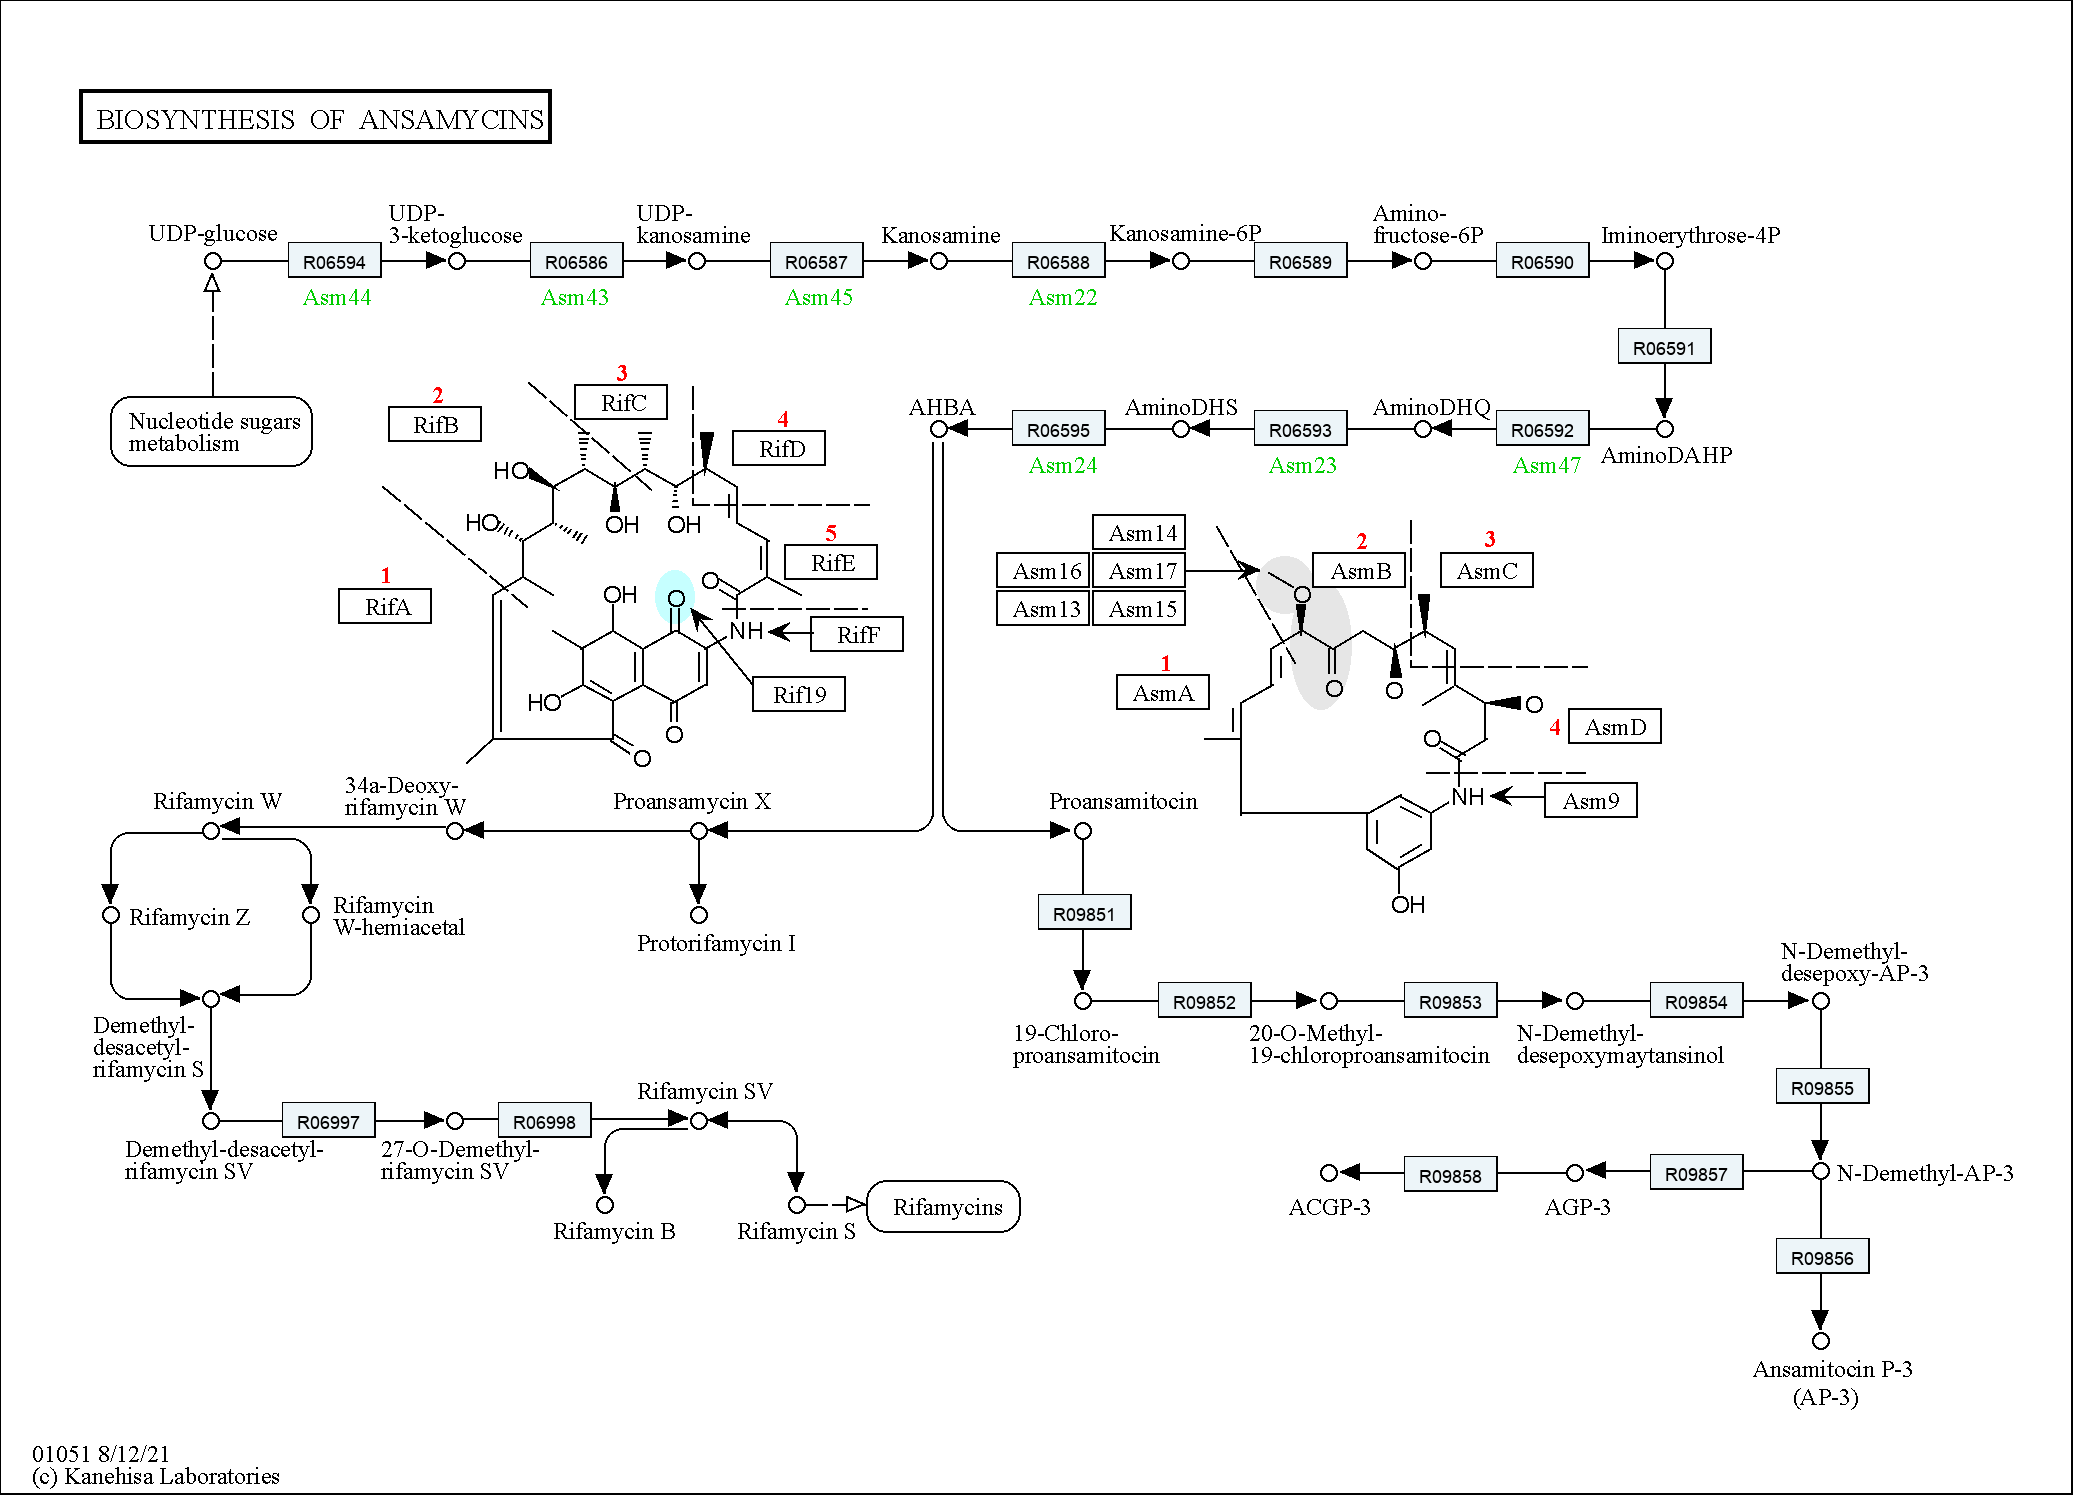 BIOSYNTHESIS OF ANSAMYCINS
UDP-glucose
UDP-
3-ketoglucose
UDP-
kanosamine
Kanosamine
Kanosamine-6P
Amino-
fructose-6P
Iminoerythrose-4P
R06594
R06586
R06587
R06588
R06589
R06590
Asm44
Asm43
Asm45
Asm22
R06591
Nucleotide sugars
metabolism
AHBA
AminoDHS
AminoDHQ
AminoDAHP
R06595
R06593
R06592
Asm24
Asm23
Asm47
1
RifA
2
RifB
3
RifC
4
RifD
5
RifE
RifF
Rif19
HO
HO
OH
OH
O
OH
O
NH
HO
O
O
Asm14
Asm16
Asm17
Asm13
Asm15
1
AsmA
2
AsmB
3
AsmC
4
AsmD
Asm9
O
O
O
O
O
NH
OH
Rifamycin W
34a-Deoxy-
rifamycin W
Proansamycin X
Proansamitocin
Rifamycin Z
Rifamycin
W-hemiacetal
Protorifamycin I
R09851
Demethyl-
desacetyl-
rifamycin S
19-Chloro-
proansamitocin
R09852
20-O-Methyl-
19-chloroproansamitocin
R09853
N-Demethyl-
desepoxymaytansinol
R09854
N-Demethyl-
desepoxy-AP-3
R09855
Rifamycin SV
R06997
R06998
Demethyl-desacetyl-
rifamycin SV
27-O-Demethyl-
rifamycin SV
Rifamycin B
Rifamycin S
Rifamycins
ACGP-3
R09858
AGP-3
R09857
N-Demethyl-AP-3
R09856
Ansamitocin P-3
(AP-3)
01051 8/12/21
(c) Kanehisa Laboratories